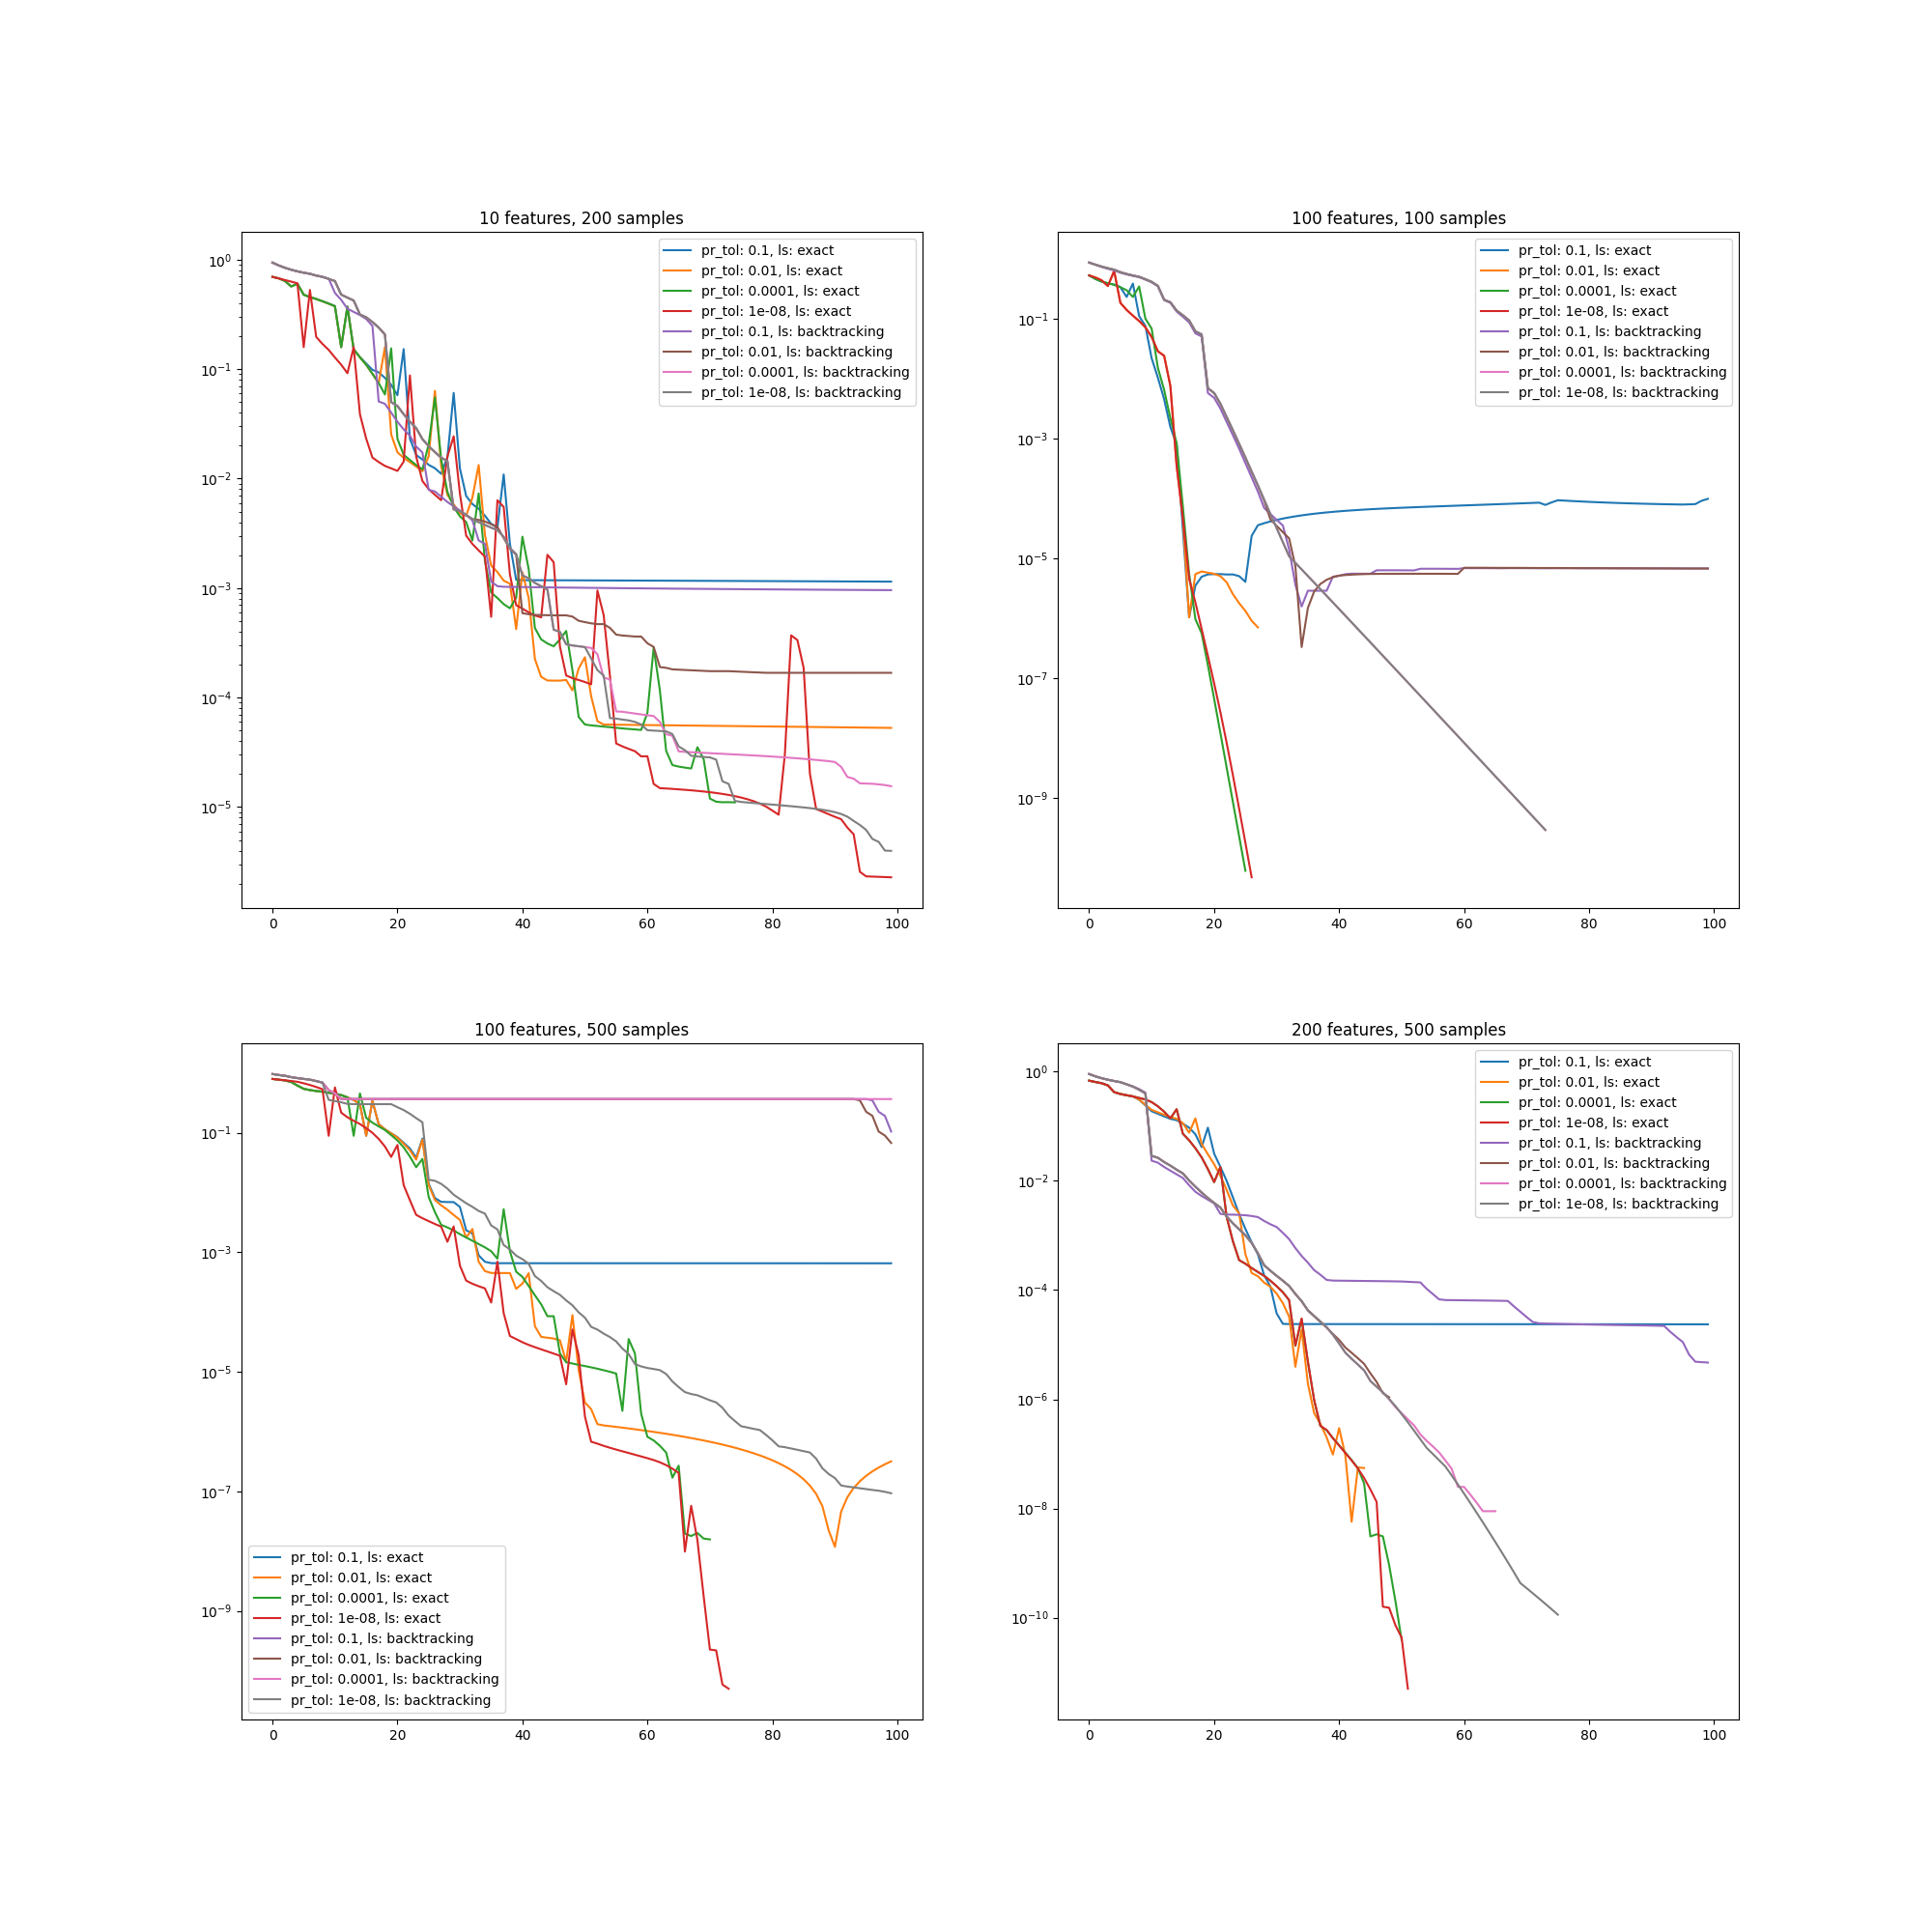 10 features, 200 samples
10^0
10^-1
10^-2
10^-3
10^-4
10^-5
0 20 40 60 80 100
pr_tol: 0.1, ls: exact
pr_tol: 0.01, ls: exact
pr_tol: 0.0001, ls: exact
pr_tol: 1e-08, ls: exact
pr_tol: 0.1, ls: backtracking
pr_tol: 0.01, ls: backtracking
pr_tol: 0.0001, ls: backtracking
pr_tol: 1e-08, ls: backtracking
100 features, 100 samples
10^-1
10^-3
10^-5
10^-7
10^-9
0 20 40 60 80 100
pr_tol: 0.1, ls: exact
pr_tol: 0.01, ls: exact
pr_tol: 0.0001, ls: exact
pr_tol: 1e-08, ls: exact
pr_tol: 0.1, ls: backtracking
pr_tol: 0.01, ls: backtracking
pr_tol: 0.0001, ls: backtracking
pr_tol: 1e-08, ls: backtracking
100 features, 500 samples
10^-1
10^-3
10^-5
10^-7
10^-9
pr_tol: 0.1, ls: exact
pr_tol: 0.01, ls: exact
pr_tol: 0.0001, ls: exact
pr_tol: 1e-08, ls: exact
pr_tol: 0.1, ls: backtracking
pr_tol: 0.01, ls: backtracking
pr_tol: 0.0001, ls: backtracking
pr_tol: 1e-08, ls: backtracking
0 20 40 60 80 100
200 features, 500 samples
10^0
10^-2
10^-4
10^-6
10^-8
10^-10
pr_tol: 0.1, ls: exact
pr_tol: 0.01, ls: exact
pr_tol: 0.0001, ls: exact
pr_tol: 1e-08, ls: exact
pr_tol: 0.1, ls: backtracking
pr_tol: 0.01, ls: backtracking
pr_tol: 0.0001, ls: backtracking
pr_tol: 1e-08, ls: backtracking
0 20 40 60 80 100